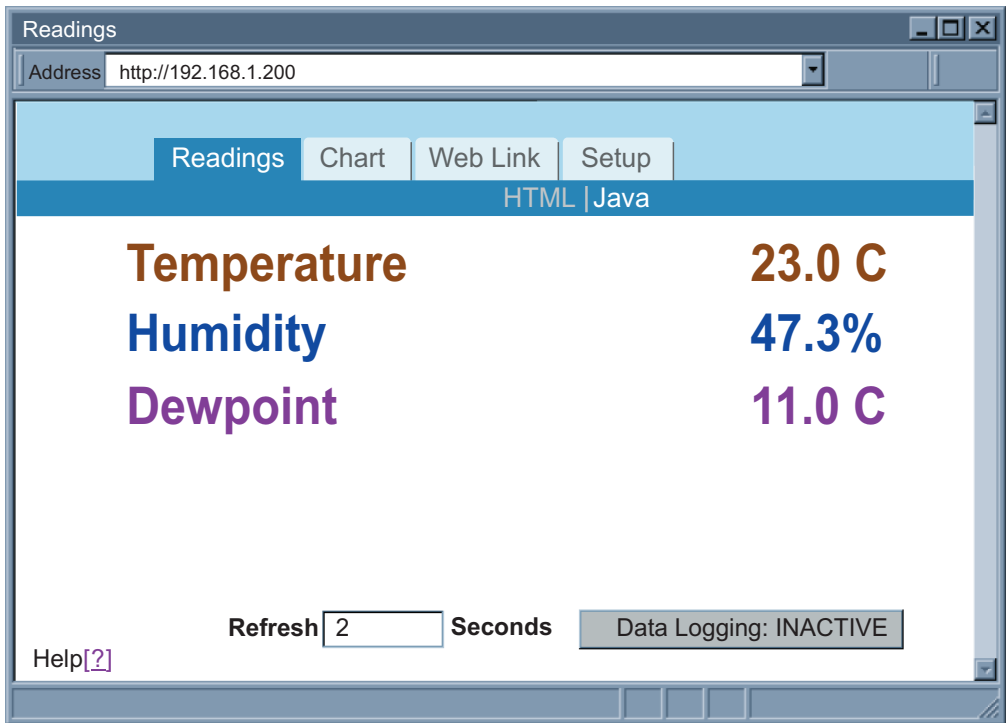 Readings
Address http://192.168.1.200
Readings Chart Web Link Setup
HTML |Java
Temperature 23.0 C
Humidity 47.3%
Dewpoint 11.0 C
Refresh 2 Seconds Data Logging: INACTIVE
Help[?]